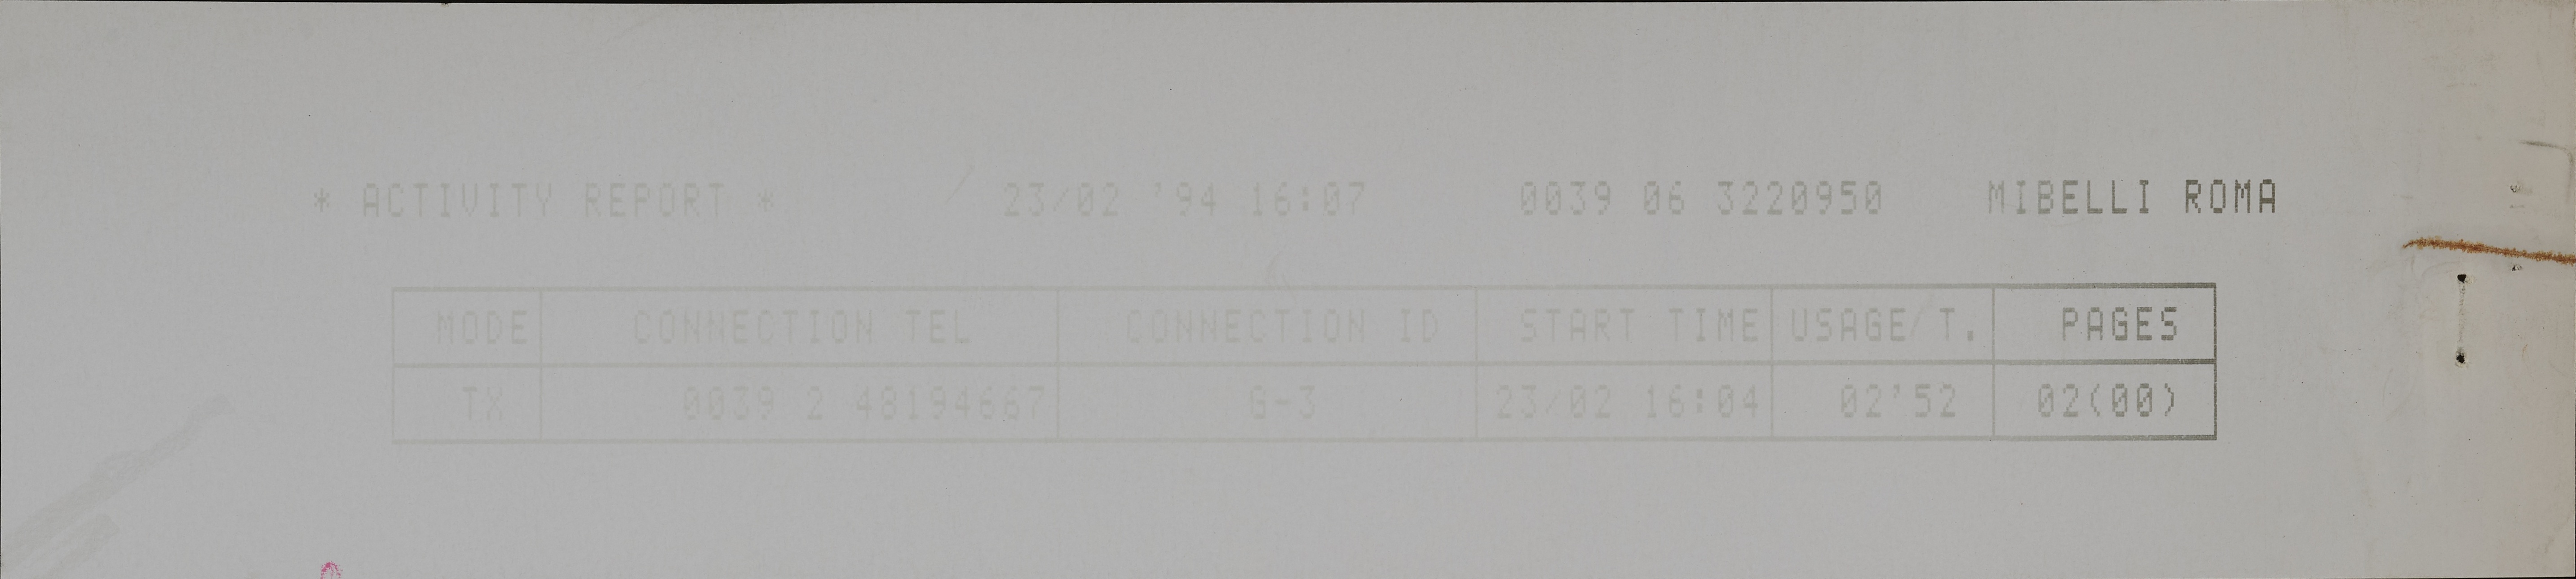 * ACTIVITY REPORT * 23/02 '94 16:07 0039 06 3220950 MIBELLI ROMA
MODE CONNECTION TEL CONNECTION ID START TIME USAGE/T. PAGES
TX 0039 2 48194667 G-3 23/02 16:04 02'52 02(00)